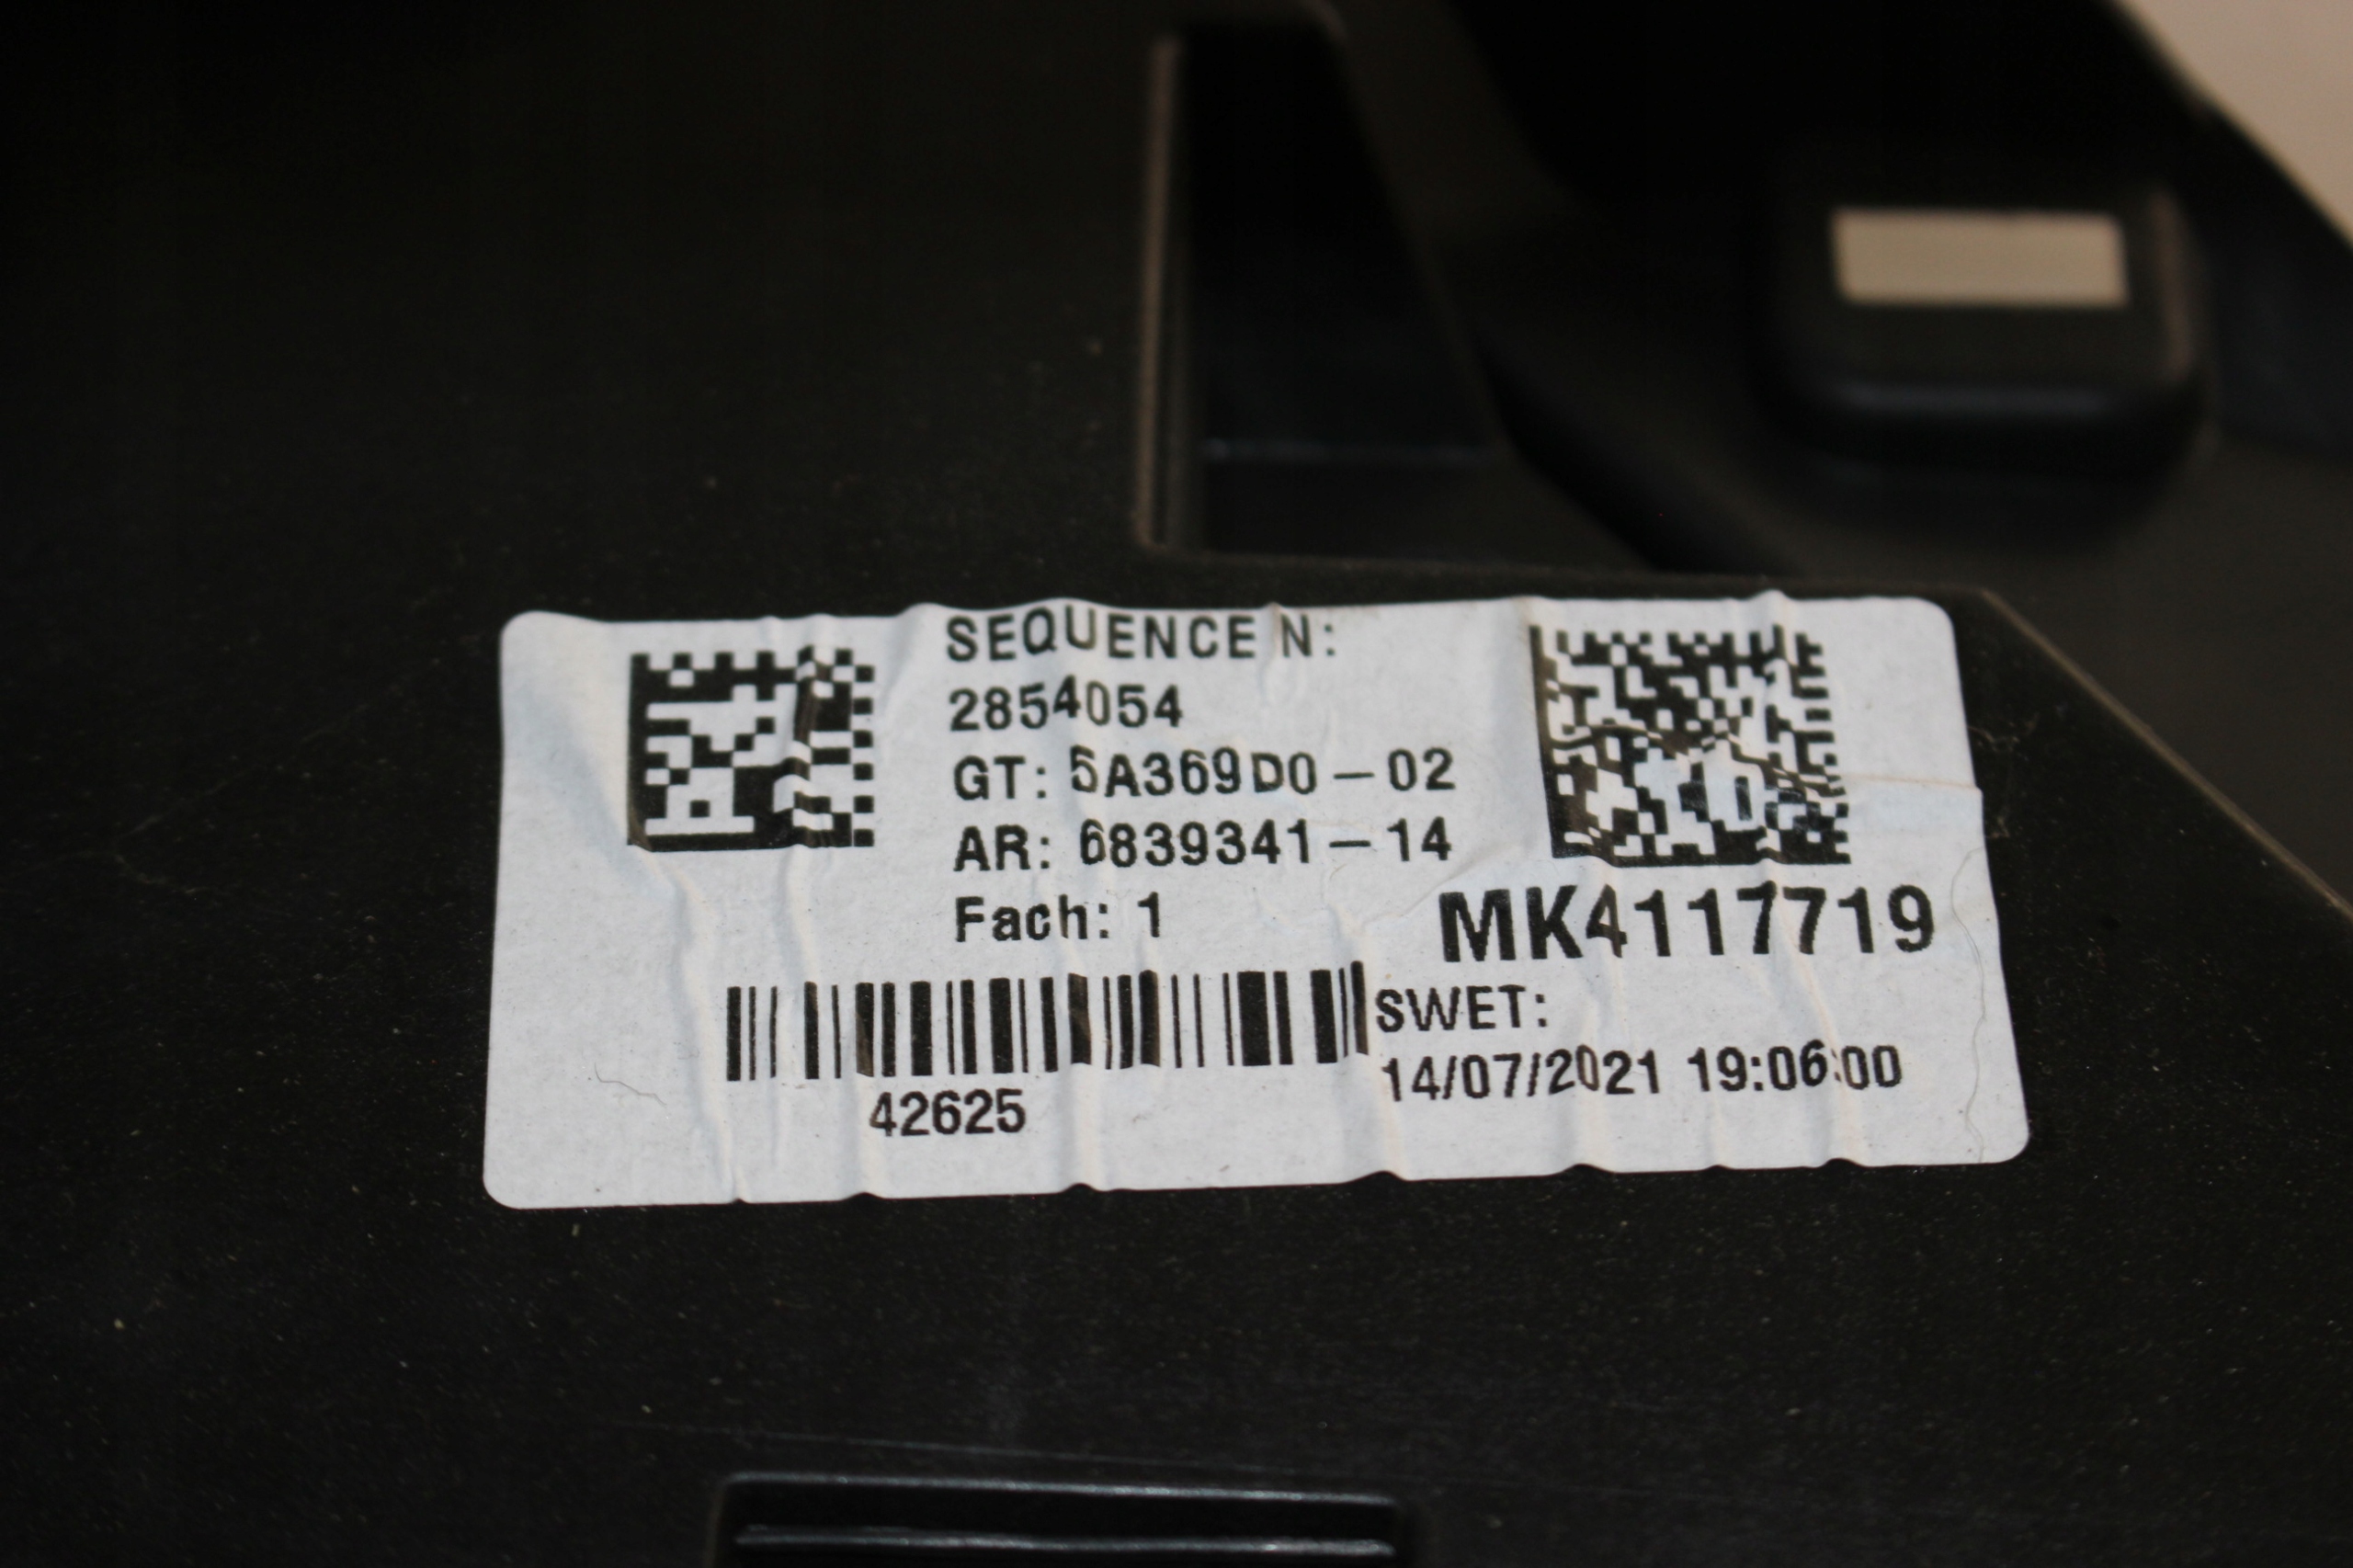 SEQUENCE N:
2854054
GT: 5A369D0-02
AR: 6839341-14
Fach: 1
MK4117719
SWET:
14/07/2021 19:06:00
42625